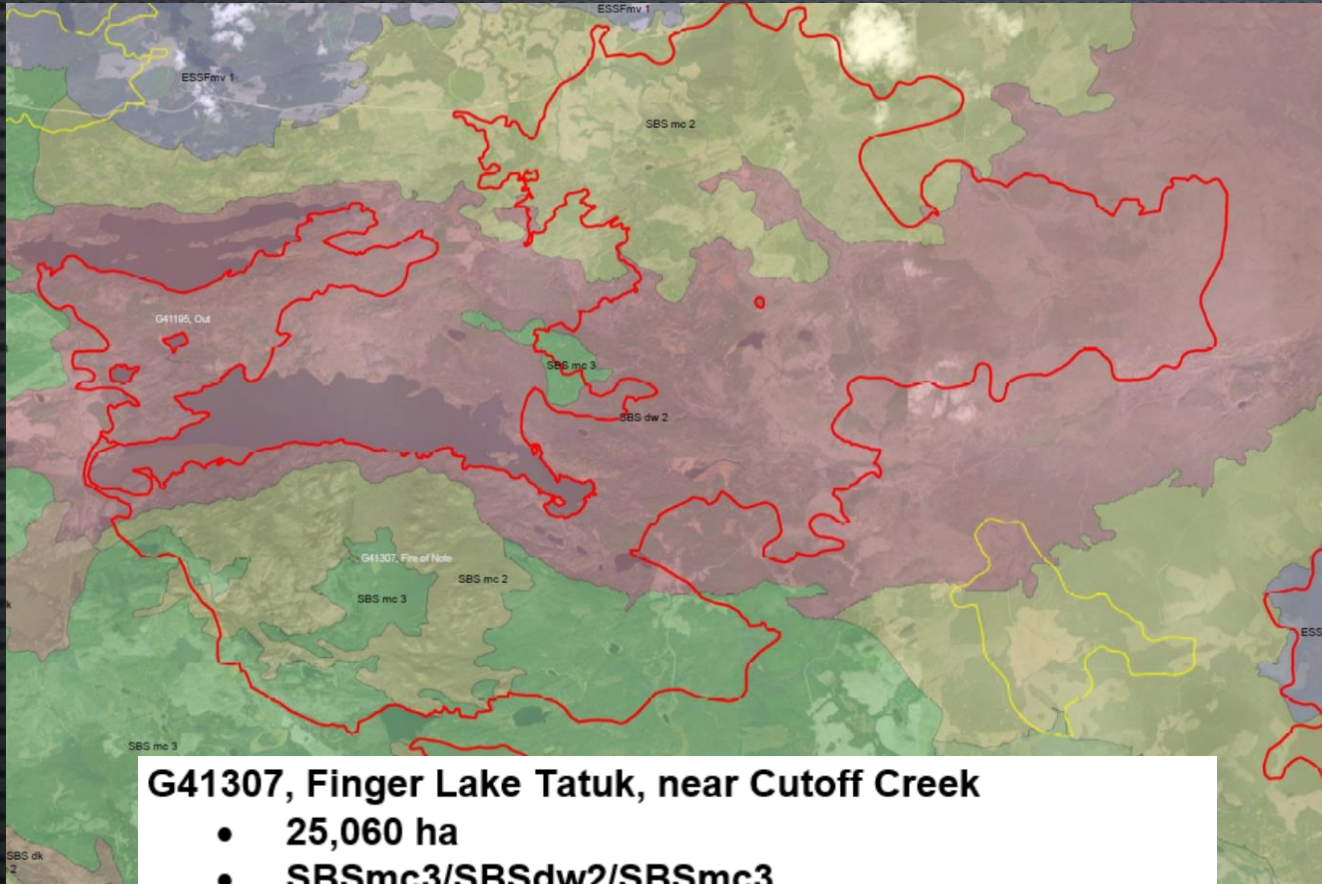 ESSFmv 1
ESSFmv 1
SBS mc 2
G41195, Out
SBS mc 3
SBS dw 2
G41307, Fire of Note
SBS mc 2
SBS mc 3
k
ESS
SBS mc 3
SBS dk
2
G41307, Finger Lake Tatuk, near Cutoff Creek
• 25,060 ha
• SBSmc3/SBSdw2/SBSmc3